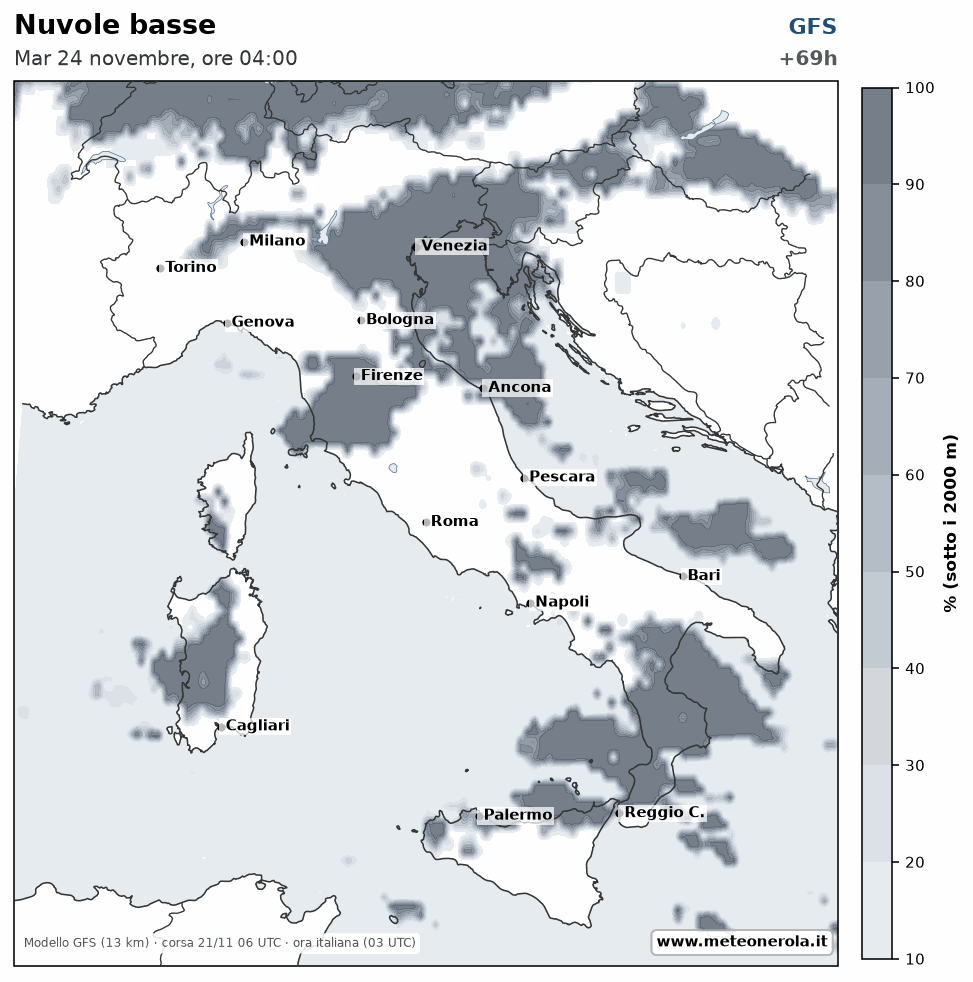 Nuvole basse
GFS
Mar 24 novembre, ore 04:00
+69h
Milano
Venezia
Torino
Genova
Bologna
Firenze
Ancona
Pescara
Roma
Bari
Napoli
Cagliari
Palermo
Reggio C.
100
90
80
70
60
50
40
30
20
10
% (sotto i 2000 m)
Modello GFS (13 km) · corsa 21/11 06 UTC · ora italiana (03 UTC)
www.meteonerola.it